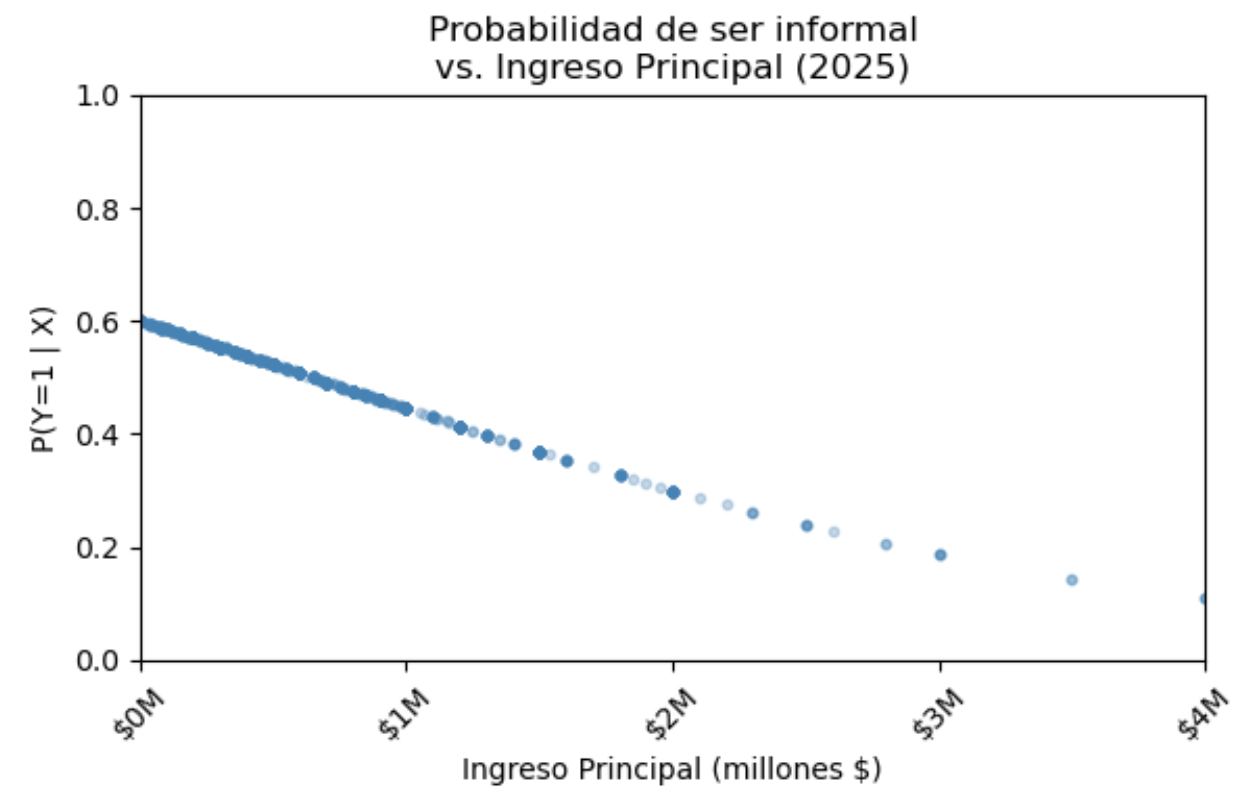 Probabilidad de ser informal
vs. Ingreso Principal (2025)
1.0
0.8
0.6
0.4
0.2
0.0
P(Y=1 | X)
$0M
$1M
$2M
$3M
$4M
Ingreso Principal (millones $)